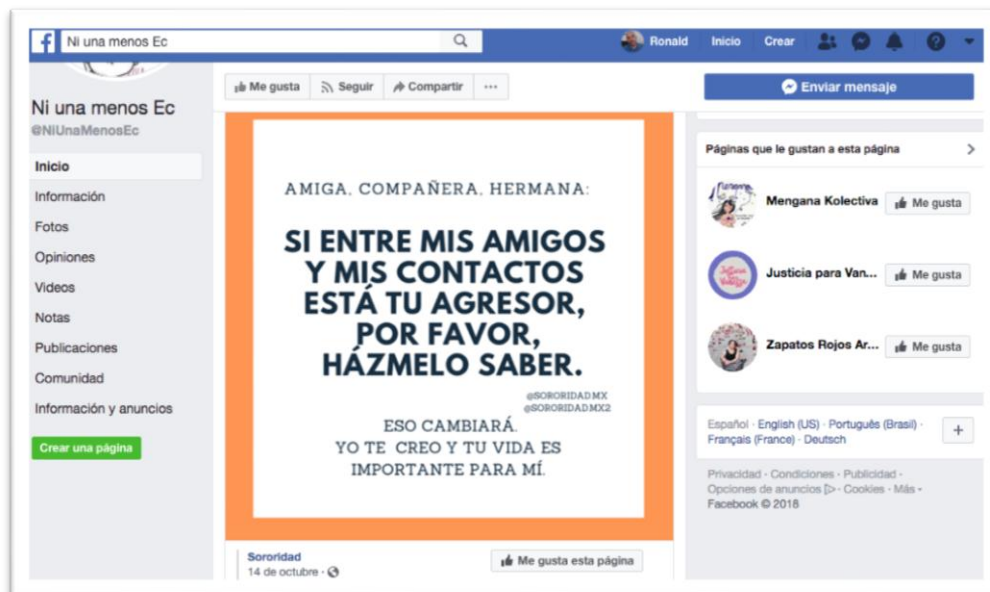 Ni una menos Ec
Ronald
Inicio
Crear
Ni una menos Ec
@NiUnaMenosEc
Inicio
Información
Fotos
Opiniones
Videos
Notas
Publicaciones
Comunidad
Información y anuncios
Crear una página
Me gusta
Seguir
Compartir
...
AMIGA, COMPAÑERA, HERMANA:
SI ENTRE MIS AMIGOS
Y MIS CONTACTOS
ESTÁ TU AGRESOR,
POR FAVOR,
HÁZMELO SABER.
@SORORIDADMX
@SORORIDADMX2
ESO CAMBIARÁ.
YO TE CREO Y TU VIDA ES
IMPORTANTE PARA MÍ.
Sororidad
14 de octubre ·
Me gusta esta página
Enviar mensaje
Páginas que le gustan a esta página
Mengana Kolectiva
Me gusta
Justicia para Van...
Me gusta
Zapatos Rojos Ar...
Me gusta
Español · English (US) · Português (Brasil) ·
Français (France) · Deutsch
+
Privacidad · Condiciones · Publicidad ·
Opciones de anuncios · Cookies · Más
Facebook © 2018